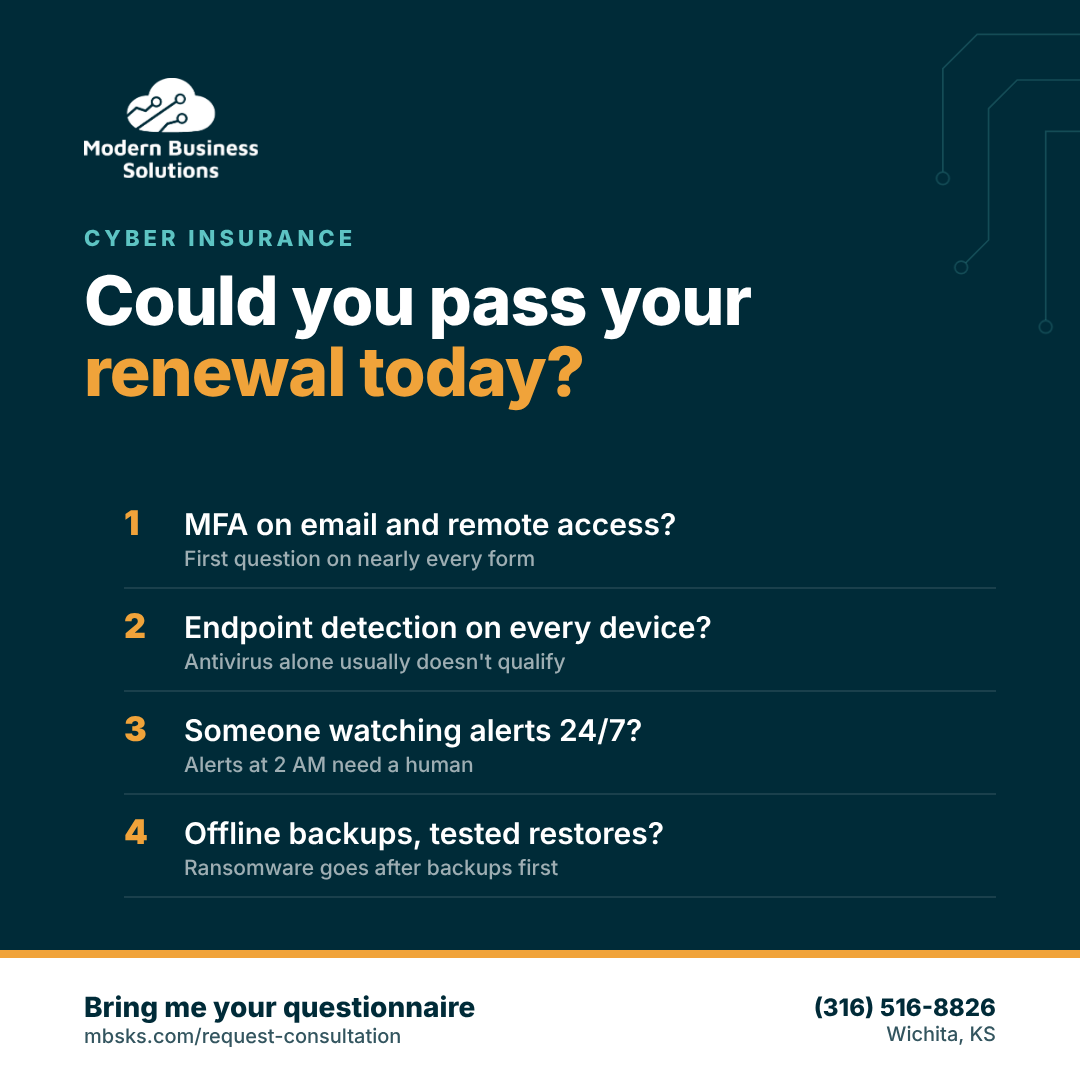 Modern Business
Solutions
CYBER INSURANCE
Could you pass your
renewal today?
1 MFA on email and remote access?
First question on nearly every form
2 Endpoint detection on every device?
Antivirus alone usually doesn't qualify
3 Someone watching alerts 24/7?
Alerts at 2 AM need a human
4 Offline backups, tested restores?
Ransomware goes after backups first
Bring me your questionnaire
mbsks.com/request-consultation
(316) 516-8826
Wichita, KS